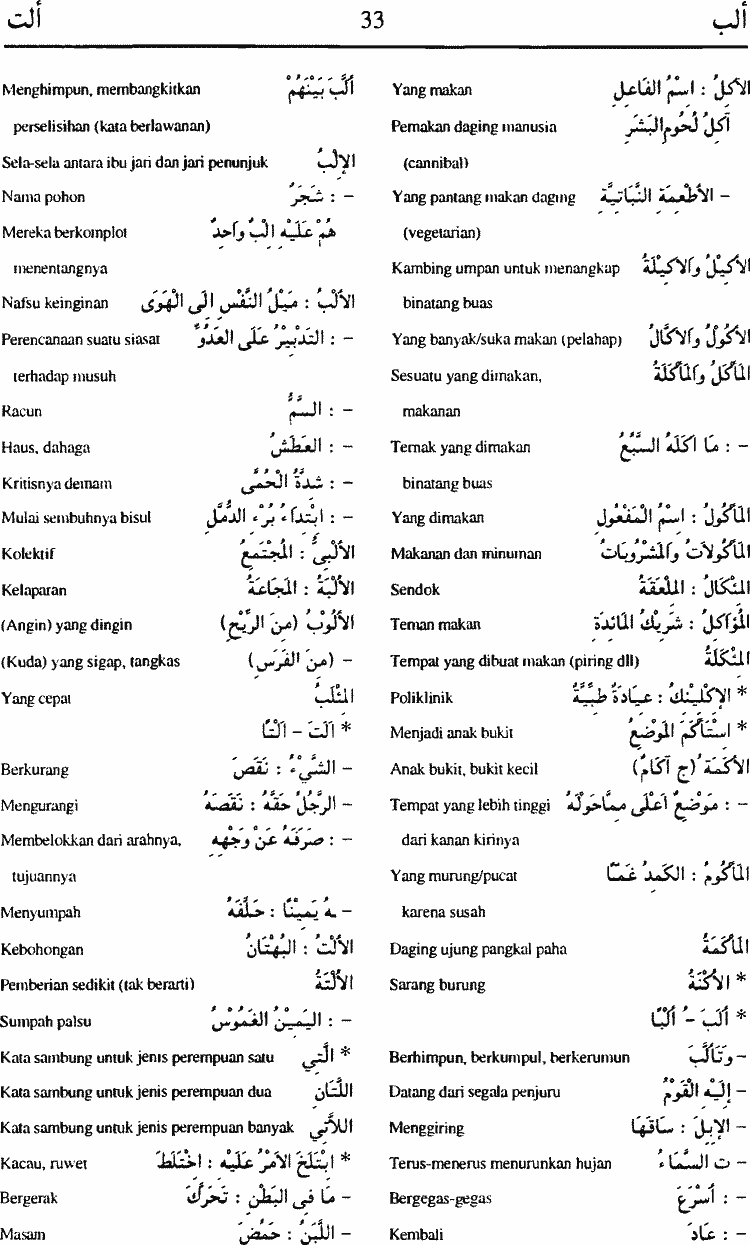 ألت 33 ألب
الآكِلُ : اسْمُ الفَاعِلِ Yang makan
آكِلُ لُحُومِ البَشَرِ Pemakan daging manusia
(cannibal)
– الأَطْعِمَةِ النَّبَاتِيَّةِ Yang pantang makan daging
(vegetarian)
الأَكِيْلُ وَالأَكِيْلَةُ Kambing umpan untuk menangkap
binatang buas
الأَكُوْلُ وَالأَكَّالُ Yang banyak/suka makan (pelahap)
المَأْكَلُ وَالمَأْكَلَةُ Sesuatu yang dimakan,
makanan
– : مَا اَكَلَهُ السَّبُعُ Ternak yang dimakan
binatang buas
المَأْكُوْلُ : اسْمُ المَفْعُوْلِ Yang dimakan
المَأْكُوْلاَتُ وَالمَشْرُوْبَاتُ Makanan dan minuman
المِئْكَالُ : المِلْعَقَةُ Sendok
المُؤَاكِلُ : شَرِيْكُ المَائِدَةِ Teman makan
المِئْكَلَةُ Tempat yang dibuat makan (piring dll)
* الإِكْلِيْنِكُ : عِيَادَةٌ طِبِّيَّةٌ Poliklinik
* اسْتَأْكَمَ المَوْضِعُ Menjadi anak bukit
الأَكَمَةُ (ج آكَامٌ) Anak bukit, bukit kecil
– : مَوْضِعٌ اَعْلَى مِمَّا حَوْلَهُ Tempat yang lebih tinggi
dari kanan kirinya
المَأْكُوْمُ : الكَمِدُ غَمًّا Yang murung/pucat
karena susah
المَأْكَمَةُ Daging ujung pangkal paha
* الأُكْنَةُ Sarang burung
* أَلَبَ – ُ أَلْبًا
– وَتَأَلَّبَ Berhimpun, berkumpul, berkerumun
– إِلَيْهِ القَوْمُ Datang dari segala penjuru
– الإِبِلَ : سَاقَهَا Menggiring
– تِ السَّمَاءُ Terus-menerus menurunkan hujan
– : أَسْرَعَ Bergegas-gegas
– : عَادَ Kembali
أَلَّبَ بَيْنَهُمْ Menghimpun, membangkitkan
perselisihan (kata berlawanan)
الإِلْبُ Sela-sela antara ibu jari dan jari penunjuk
– : شَجَرٌ Nama pohon
هُمْ عَلَيْهِ اِلْبٌ وَاحِدٌ Mereka berkomplot
menentangnya
الأَلْبُ : مَيْلُ النَّفْسِ اِلَى الْهَوَى Nafsu keinginan
– : التَدْبِيْرُ عَلَى العَدُوِّ Perencanaan suatu siasat
terhadap musuh
– : السَّمُّ Racun
– : العَطَشُ Haus, dahaga
– : شِدَّةُ الْحُمَّى Kritisnya demam
– : ابْتِدَاءُ بُرْءِ الدُّمَّلِ Mulai sembuhnya bisul
الأَلْبِيُّ : المُجْتَمِعُ Kolektif
الأُلْبَةُ : المَجَاعَةُ Kelaparan
الأَلُوْبُ (مِنَ الرِّيْحِ) (Angin) yang dingin
– (مِنَ الفَرَسِ) (Kuda) yang sigap, tangkas
المِئْلَبُ Yang cepat
* اَلَتَ – اَلْتًا
– الشَّيْءُ : نَقَصَ Berkurang
– الرَّجُلُ حَقَّهُ : نَقَصَهُ Mengurangi
– : صَرَفَهُ عَنْ وَجْهِهِ Membelokkan dari arahnya,
tujuannya
– ـهُ يَمِيْنًا : حَلَّفَهُ Menyumpah
الأَلْتُ : البُهْتَانُ Kebohongan
الأُلْتَةُ Pemberian sedikit (tak berarti)
– : اليَمِيْنُ الغَمُوْسُ Sumpah palsu
* الَّتِي Kata sambung untuk jenis perempuan satu
اللَّتَانِ Kata sambung untuk jenis perempuan dua
اللاَّتِي Kata sambung untuk jenis perempuan banyak
* ابْتَلَخَ الأَمْرُ عَلَيْهِ : اخْتَلَطَ Kacau, ruwet
– مَا فِى البَطْنِ : تَحَرَّكَ Bergerak
– اللَّبَنُ : حَمُضَ Masam